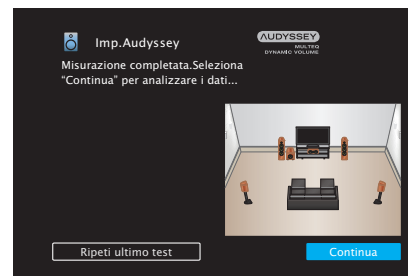 Imp.Audyssey
AUDYSSEY
MULTEQ
DYNAMIC VOLUME
Misurazione completata.Seleziona
“Continua” per analizzare i dati...
Ripeti ultimo test
Continua